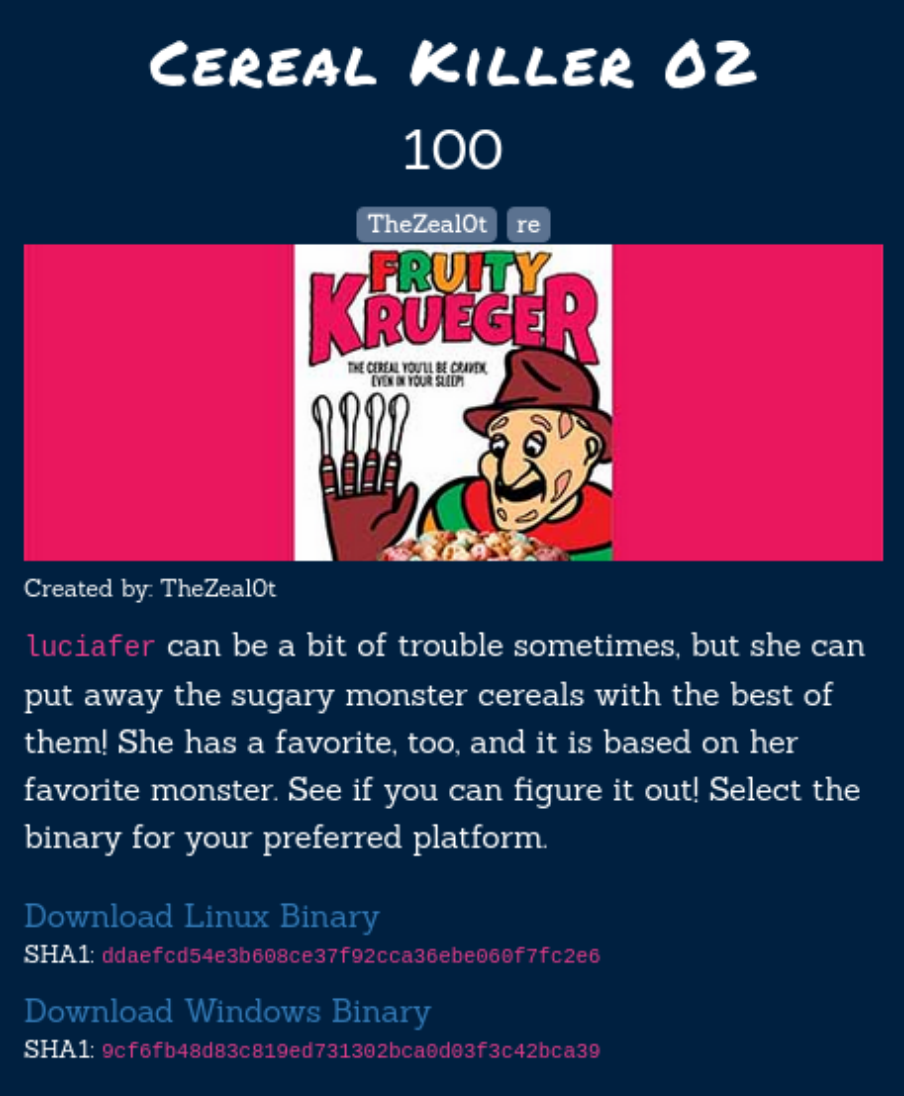 Cereal Killer 02
100
TheZeal0t re
FRUITY
KRUEGER
THE CEREAL YOU'LL BE CRAVEN,
EVEN IN YOUR SLEEP!
Created by: TheZeal0t
luciafer can be a bit of trouble sometimes, but she can
put away the sugary monster cereals with the best of
them! She has a favorite, too, and it is based on her
favorite monster. See if you can figure it out! Select the
binary for your preferred platform.
Download Linux Binary
SHA1: ddaefcd54e3b608ce37f92cca36ebe060f7fc2e6
Download Windows Binary
SHA1: 9cf6fb48d83c819ed731302bca0d03f3c42bca39